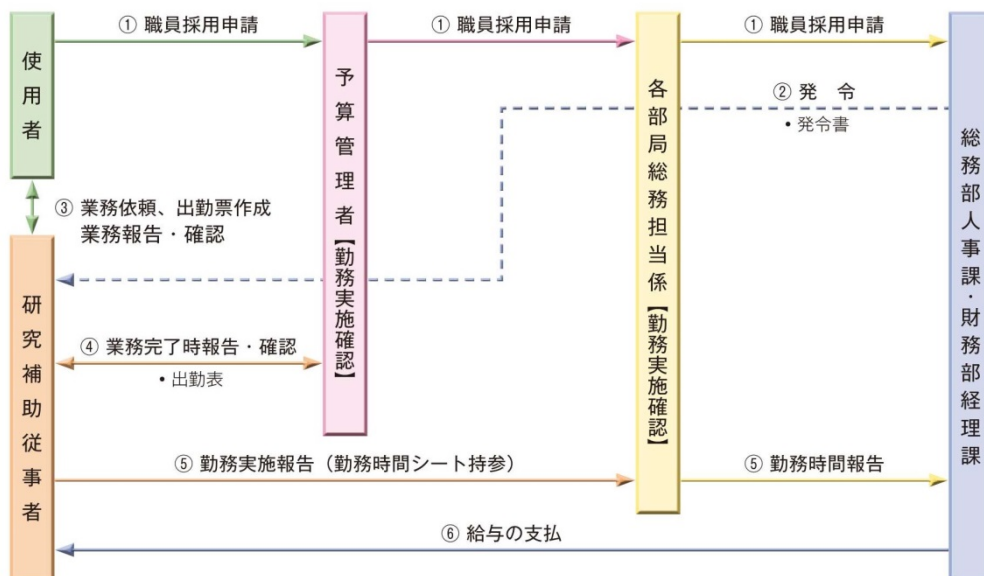 ① 職員採用申請
① 職員採用申請
① 職員採用申請
使用者
予算管理者【勤務実施確認】
各部局総務担当係【勤務実施確認】
総務部人事課・財務部経理課
② 発　令
• 発令書
③ 業務依頼、出勤票作成
業務報告・確認
研究補助従事者
④ 業務完了時報告・確認
• 出勤表
⑤ 勤務実施報告（勤務時間シート持参）
⑤ 勤務時間報告
⑥ 給与の支払